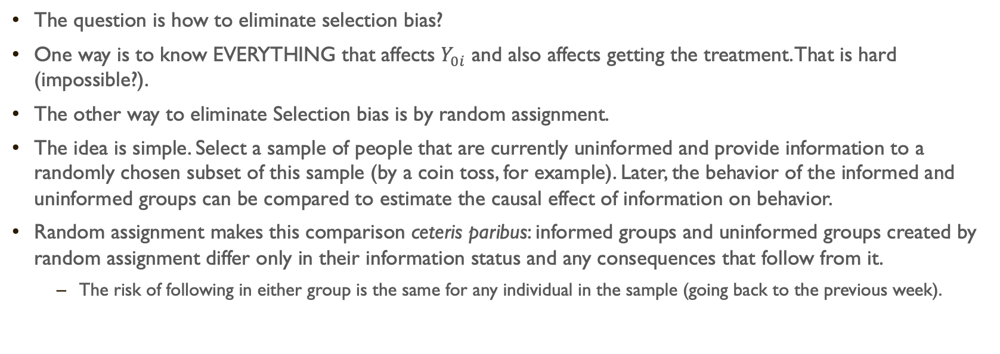 • The question is how to eliminate selection bias?
• One way is to know EVERYTHING that affects Y₀ᵢ and also affects getting the treatment. That is hard
(impossible?).
• The other way to eliminate Selection bias is by random assignment.
• The idea is simple. Select a sample of people that are currently uninformed and provide information to a
randomly chosen subset of this sample (by a coin toss, for example). Later, the behavior of the informed and
uninformed groups can be compared to estimate the causal effect of information on behavior.
• Random assignment makes this comparison ceteris paribus: informed groups and uninformed groups created by
random assignment differ only in their information status and any consequences that follow from it.
– The risk of following in either group is the same for any individual in the sample (going back to the previous week).